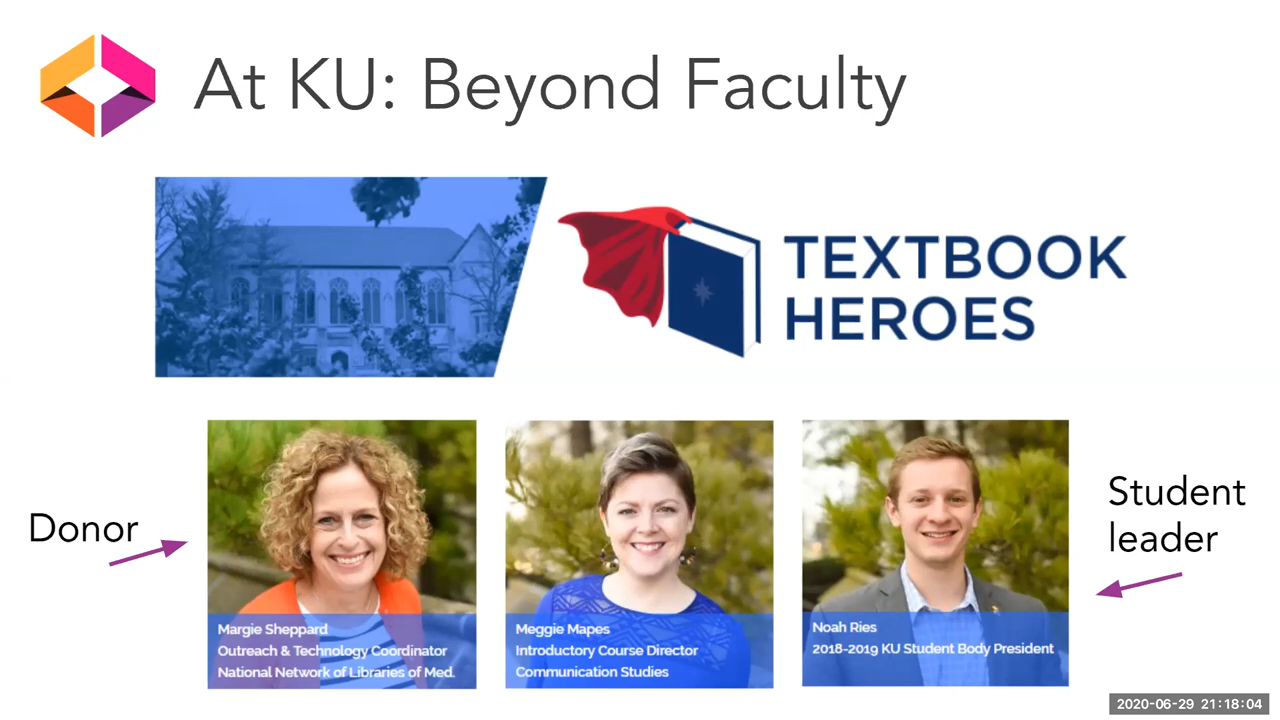 At KU: Beyond Faculty
TEXTBOOK
HEROES
Donor
Student
leader
Margie Sheppard
Outreach & Technology Coordinator
National Network of Libraries of Med.
Meggie Mapes
Introductory Course Director
Communication Studies
Noah Ries
2018-2019 KU Student Body President
2020-06-29 21:18:04